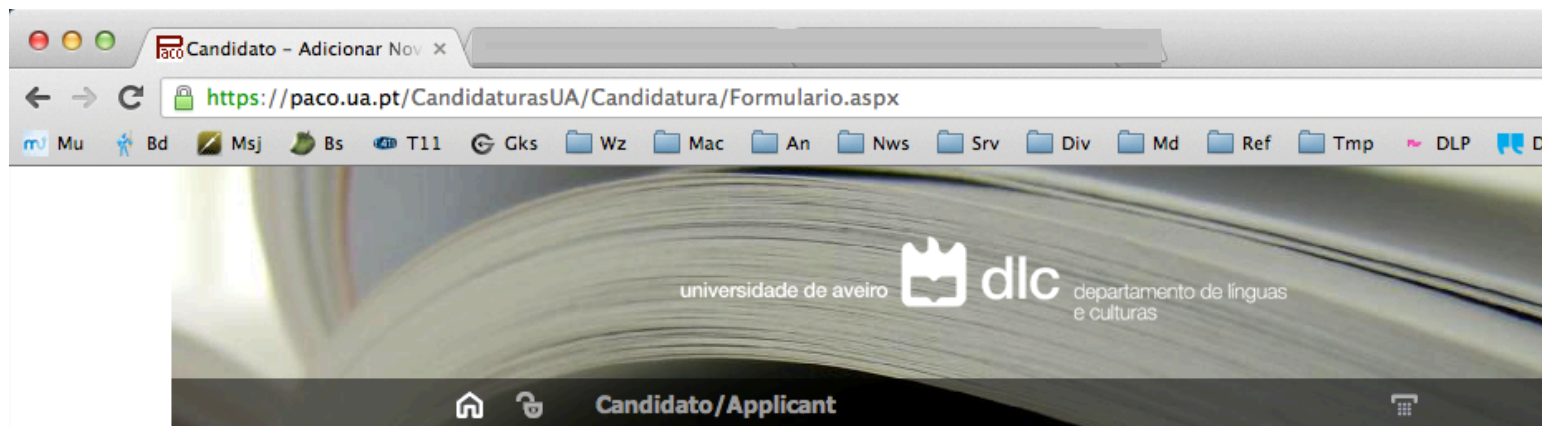 Candidato – Adicionar Nov
https://paco.ua.pt/CandidaturasUA/Candidatura/Formulario.aspx
Mu Bd Msj Bs T11 Gks Wz Mac An Nws Srv Div Md Ref Tmp DLP D
universidade de aveiro dlc departamento de línguas
e culturas
Candidato/Applicant